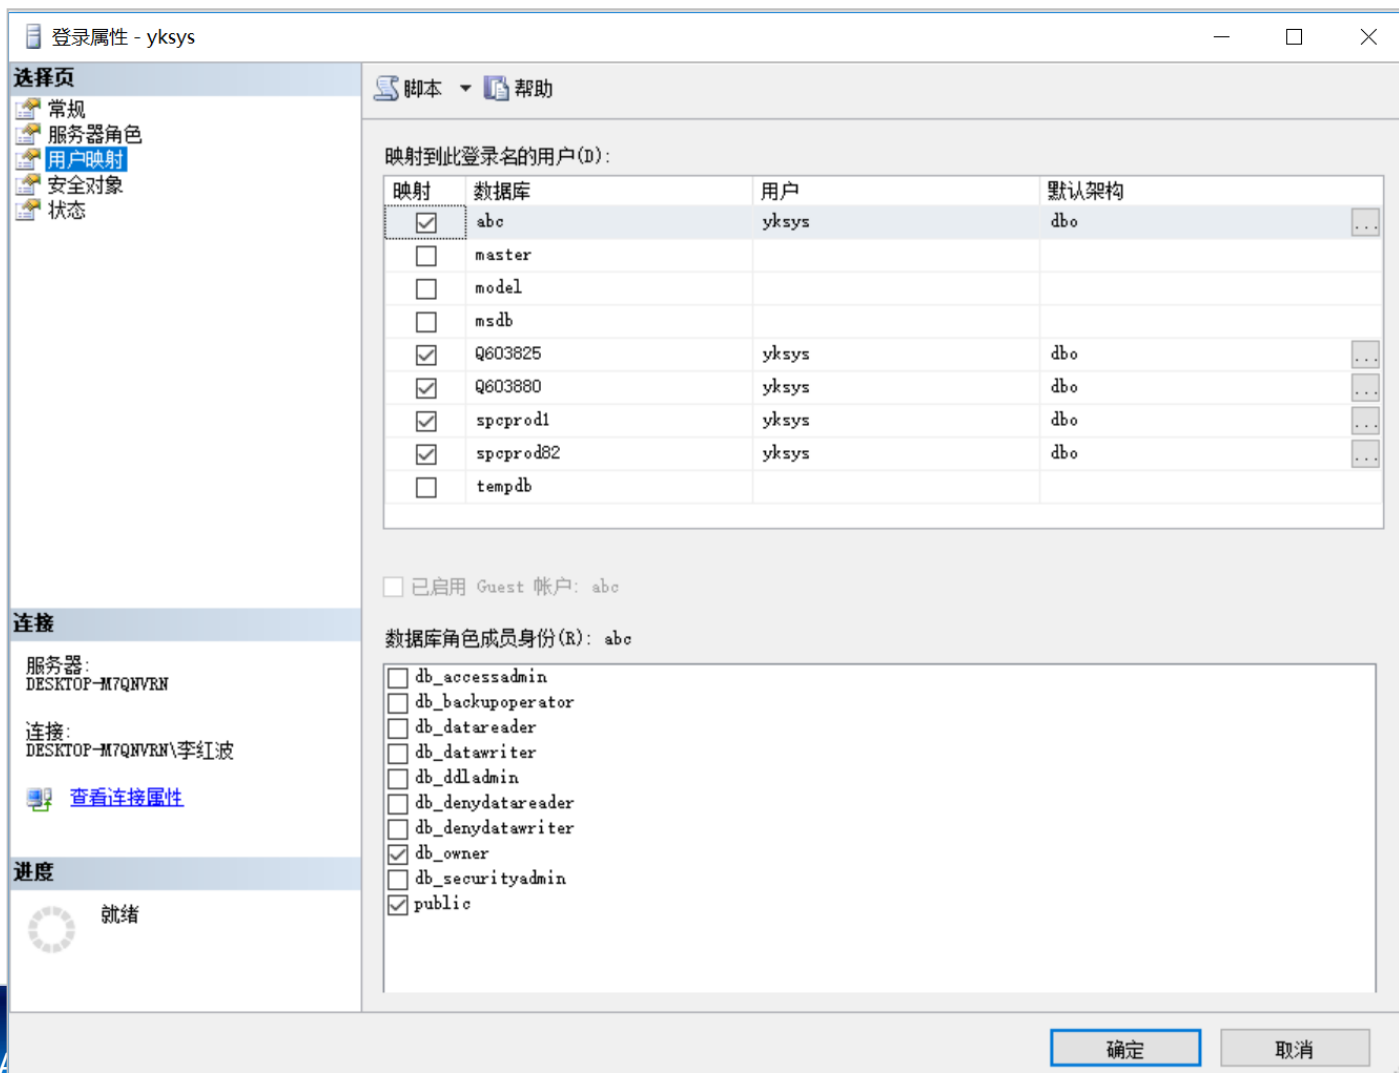 登录属性 - yksys
选择页
常规
服务器角色
用户映射
安全对象
状态
脚本 帮助
映射到此登录名的用户(D):
映射 数据库 用户 默认架构
abc yksys dbo ...
master
model
msdb
Q603825 yksys dbo ...
Q603880 yksys dbo ...
spcprod1 yksys dbo ...
spcprod82 yksys dbo ...
tempdb
已启用 Guest 帐户: abc
数据库角色成员身份(R): abc
db_accessadmin
db_backupoperator
db_datareader
db_datawriter
db_ddladmin
db_denydatareader
db_denydatawriter
db_owner
db_securityadmin
public
连接
服务器:
DESKTOP-M7QNVRN
连接:
DESKTOP-M7QNVRN\李红波
查看连接属性
进度
就绪
确定 取消